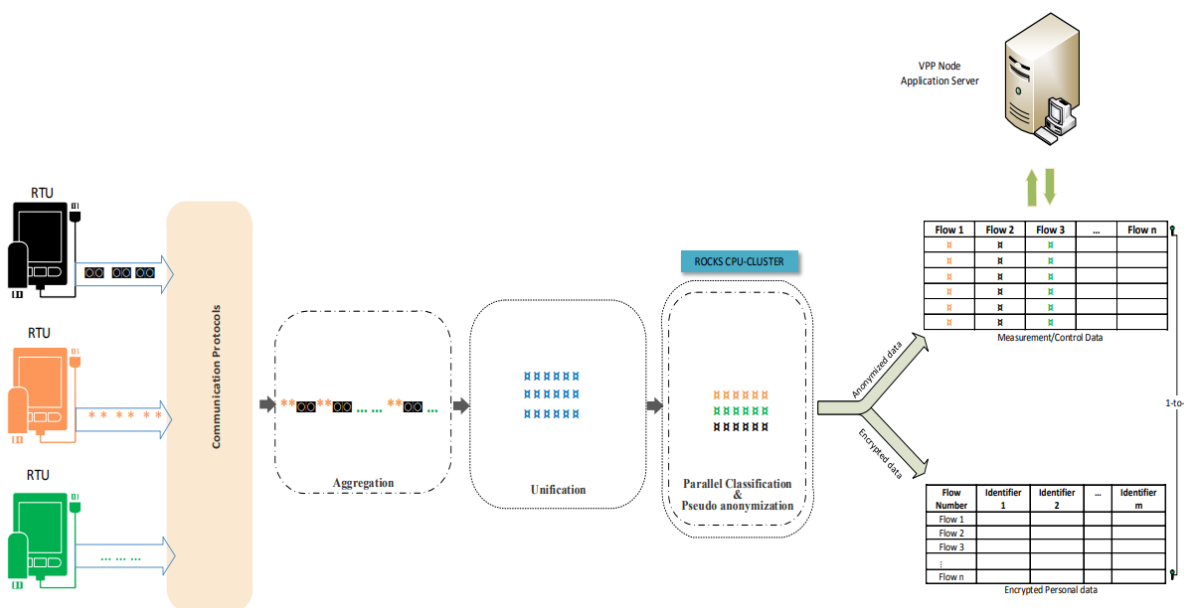 VPP Node
Application Server
RTU
RTU
RTU
Communication Protocols
Aggregation
Unification
ROCKS CPU-CLUSTER
Parallel Classification
&
Pseudo anonymization
Anonymized data
Encrypted data
Flow 1 Flow 2 Flow 3 ... Flow n
Measurement/Control Data
1-to-
Flow Number Identifier 1 Identifier 2 ... Identifier m
Flow 1
Flow 2
Flow 3
⋮
Flow n
Encrypted Personal data